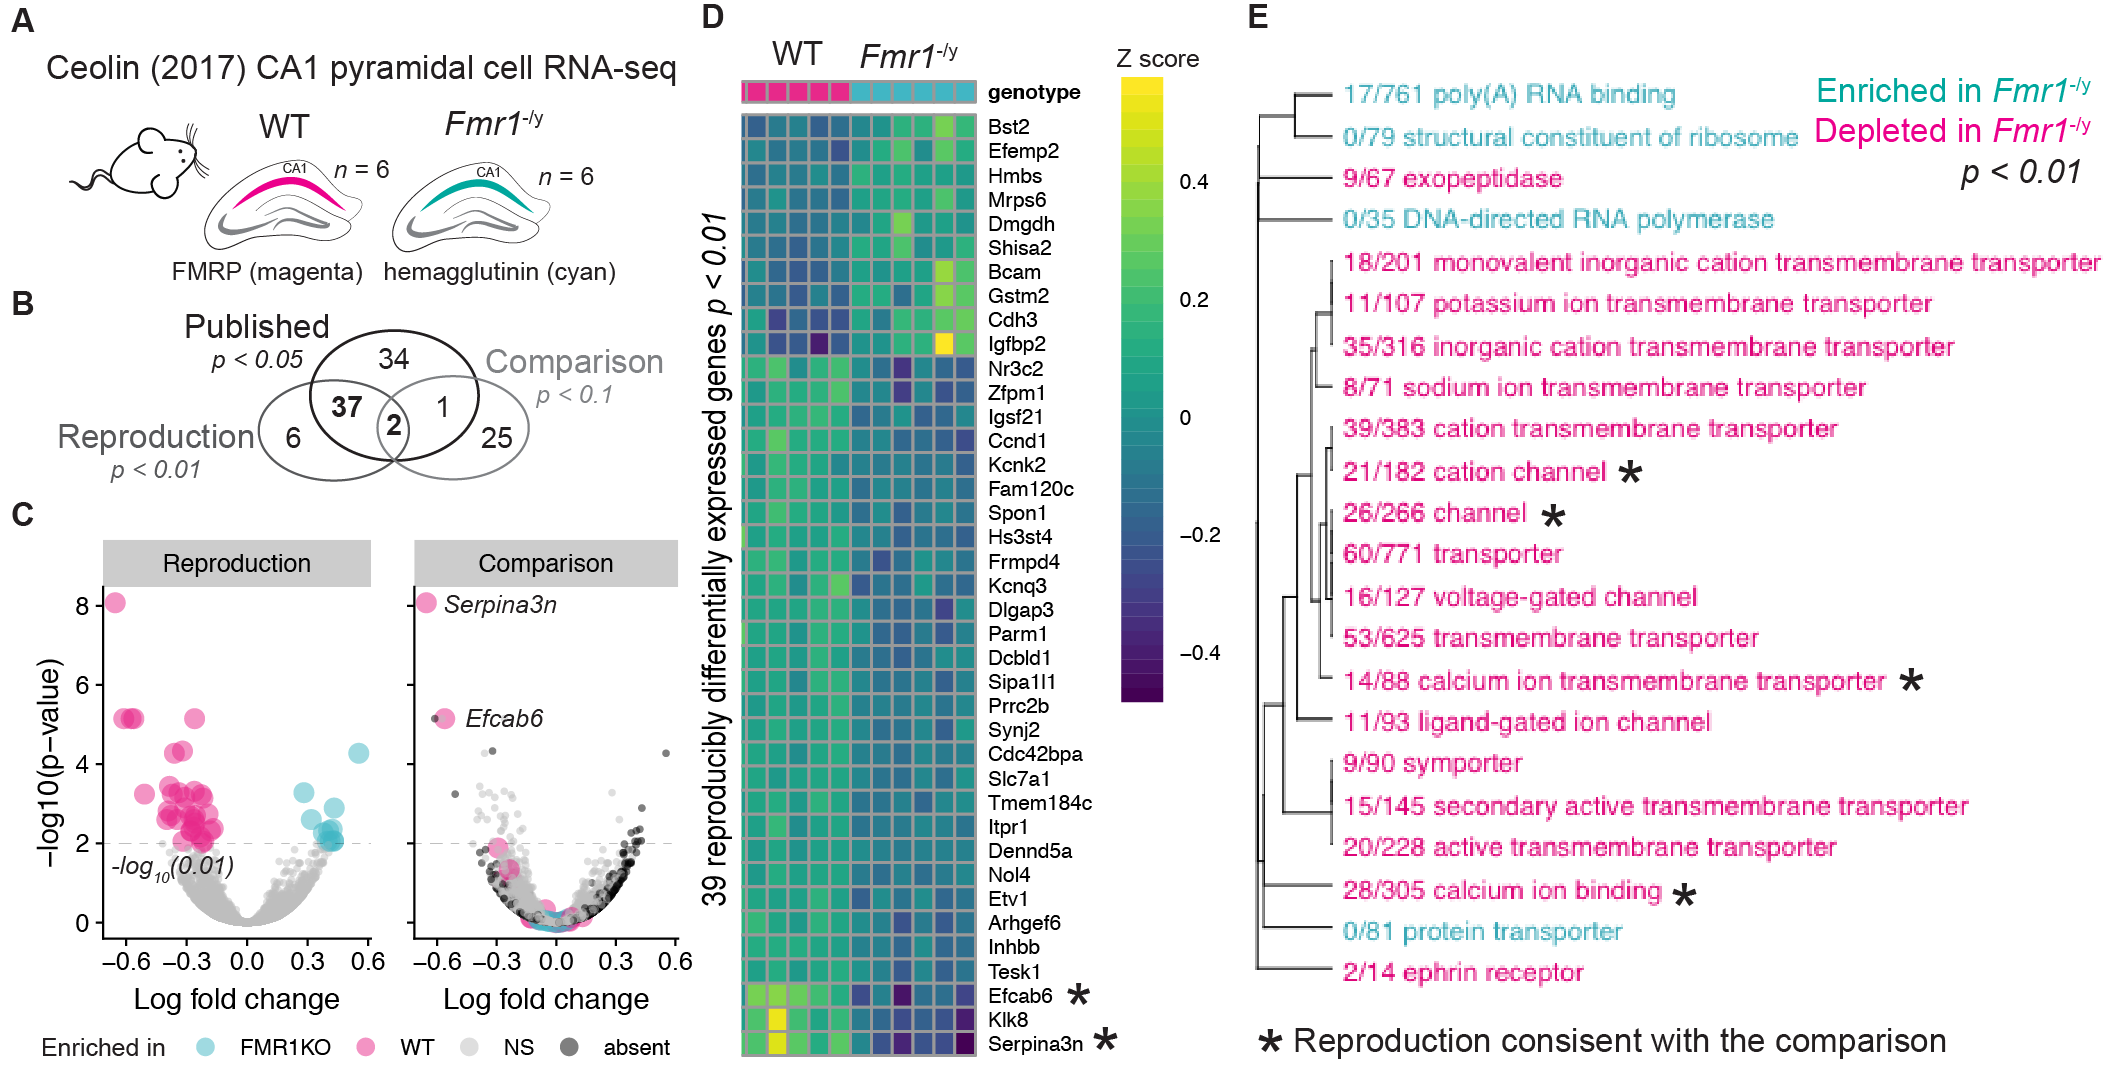 A
Ceolin (2017) CA1 pyramidal cell RNA-seq
WT
Fmr1-/y
CA1
n = 6
CA1
n = 6
FMRP (magenta)
hemagglutinin (cyan)
B
Published
p < 0.05
34
Comparison
p < 0.1
37
1
2
Reproduction
p < 0.01
6
25
C
Reproduction
Comparison
−log10(p−value)
8
6
4
2
0
-log10(0.01)
Serpina3n
Efcab6
−0.6
−0.3
0.0
0.3
0.6
−0.6
−0.3
0.0
0.3
0.6
Log fold change
Log fold change
Enriched in
FMR1KO
WT
NS
absent
D
WT
Fmr1-/y
genotype
39 reproducibly differentially expressed genes p < 0.01
Bst2
Efemp2
Hmbs
Mrps6
Dmgdh
Shisa2
Bcam
Gstm2
Cdh3
Igfbp2
Nr3c2
Zfpm1
Igsf21
Ccnd1
Kcnk2
Fam120c
Spon1
Hs3st4
Frmpd4
Kcnq3
Dlgap3
Parm1
Dcbld1
Sipa1l1
Prrc2b
Synj2
Cdc42bpa
Slc7a1
Tmem184c
Itpr1
Dennd5a
Nol4
Etv1
Arhgef6
Inhbb
Tesk1
Efcab6 *
Klk8
Serpina3n *
Z score
0.4
0.2
0
−0.2
−0.4
E
Enriched in Fmr1-/y
Depleted in Fmr1-/y
p < 0.01
17/761 poly(A) RNA binding
0/79 structural constituent of ribosome
9/67 exopeptidase
0/35 DNA-directed RNA polymerase
18/201 monovalent inorganic cation transmembrane transporter
11/107 potassium ion transmembrane transporter
35/316 inorganic cation transmembrane transporter
8/71 sodium ion transmembrane transporter
39/383 cation transmembrane transporter
21/182 cation channel *
26/266 channel *
60/771 transporter
16/127 voltage-gated channel
53/625 transmembrane transporter
14/88 calcium ion transmembrane transporter *
11/93 ligand-gated ion channel
9/90 symporter
15/145 secondary active transmembrane transporter
20/228 active transmembrane transporter
28/305 calcium ion binding *
0/81 protein transporter
2/14 ephrin receptor
* Reproduction consisent with the comparison